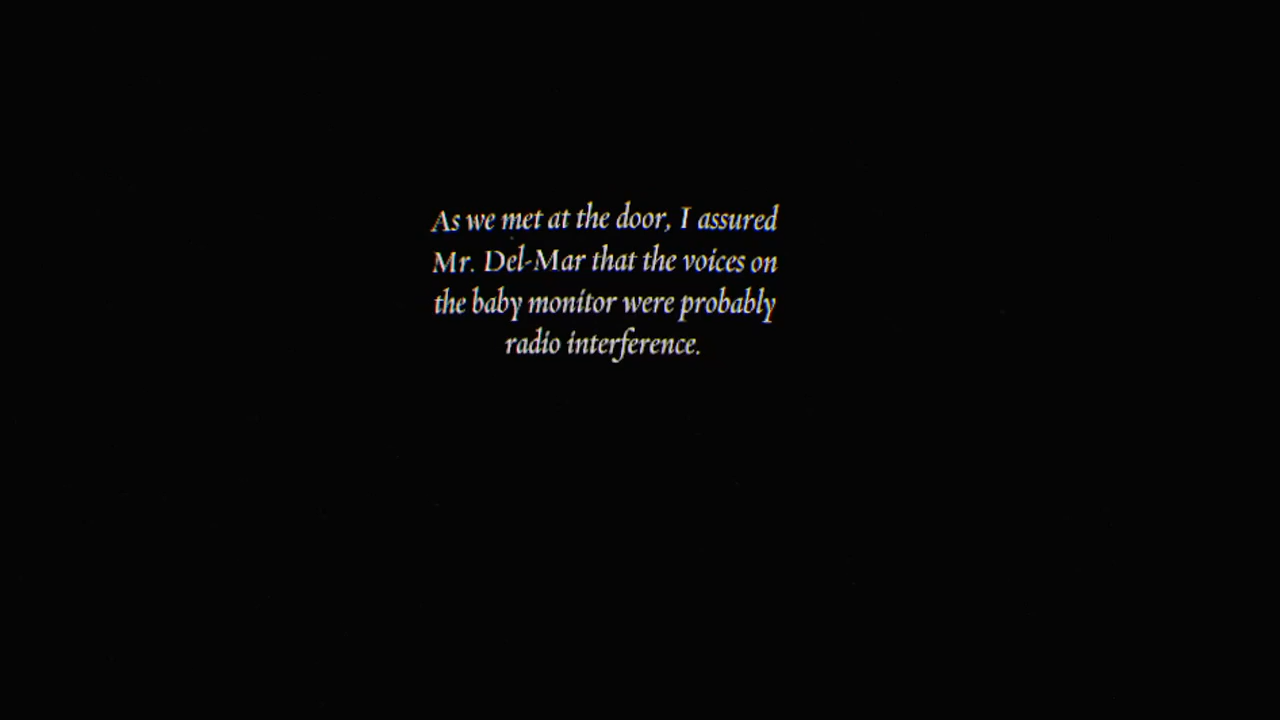 As we met at the door, I assured
Mr. Del-Mar that the voices on
the baby monitor were probably
radio interference.